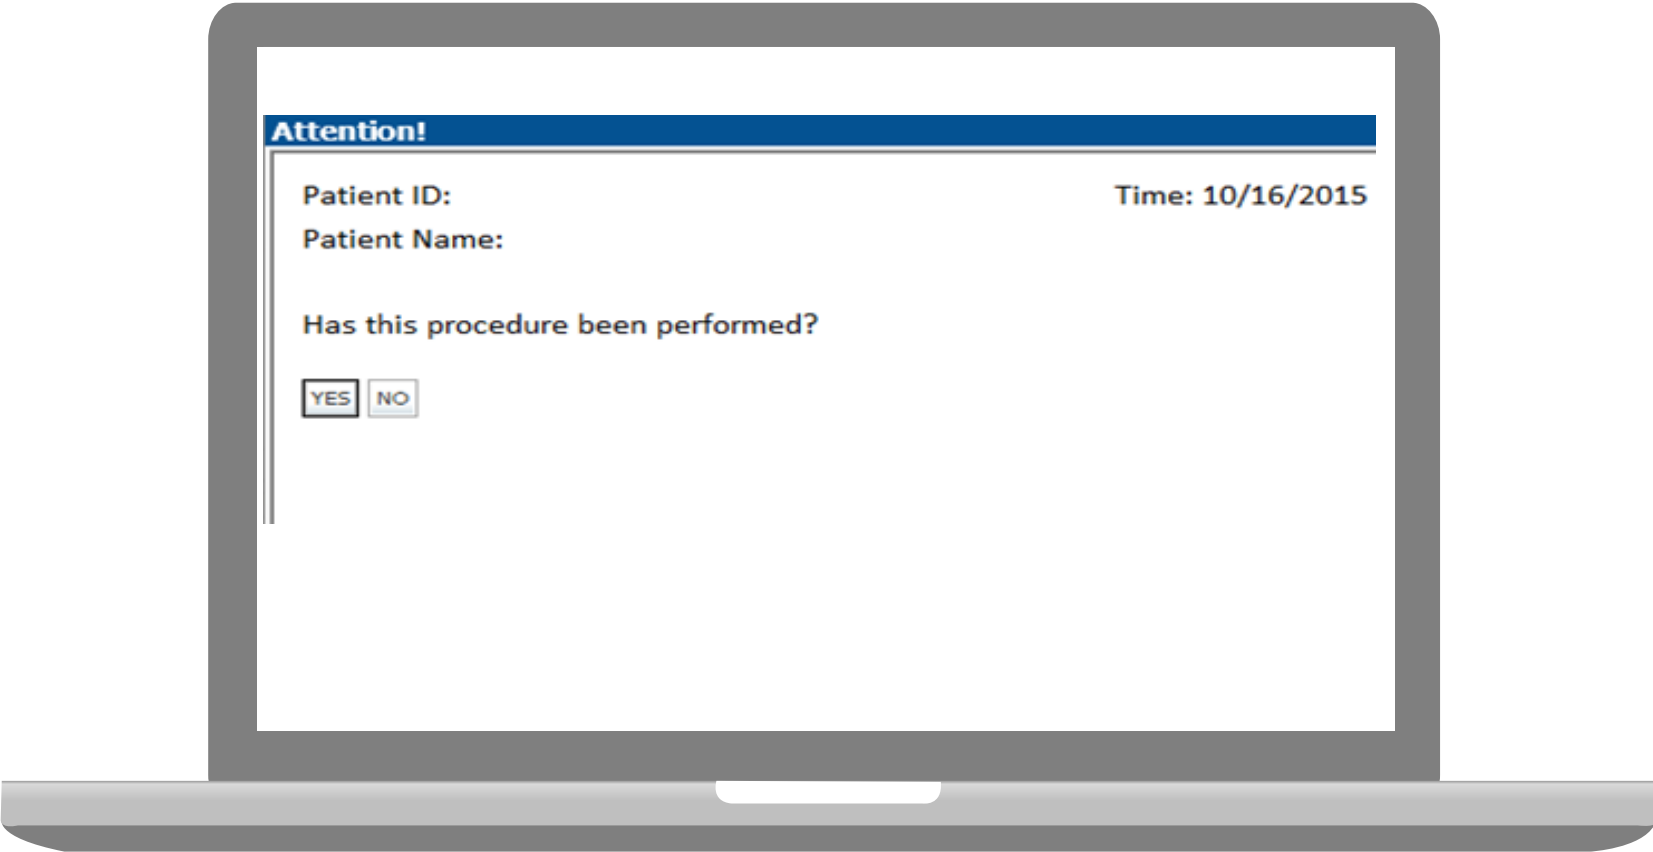 Attention!
Patient ID: Time: 10/16/2015
Patient Name:
Has this procedure been performed?
YES NO